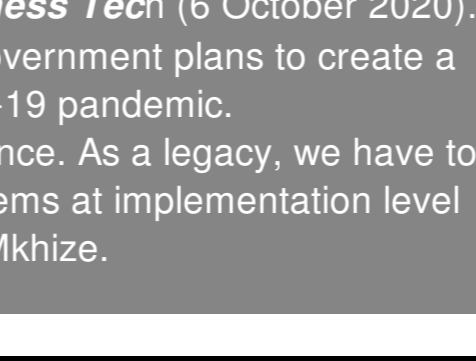 ness Tech (6 October 2020).
overnment plans to create a
-19 pandemic.
nce. As a legacy, we have to
ems at implementation level
Mkhize.